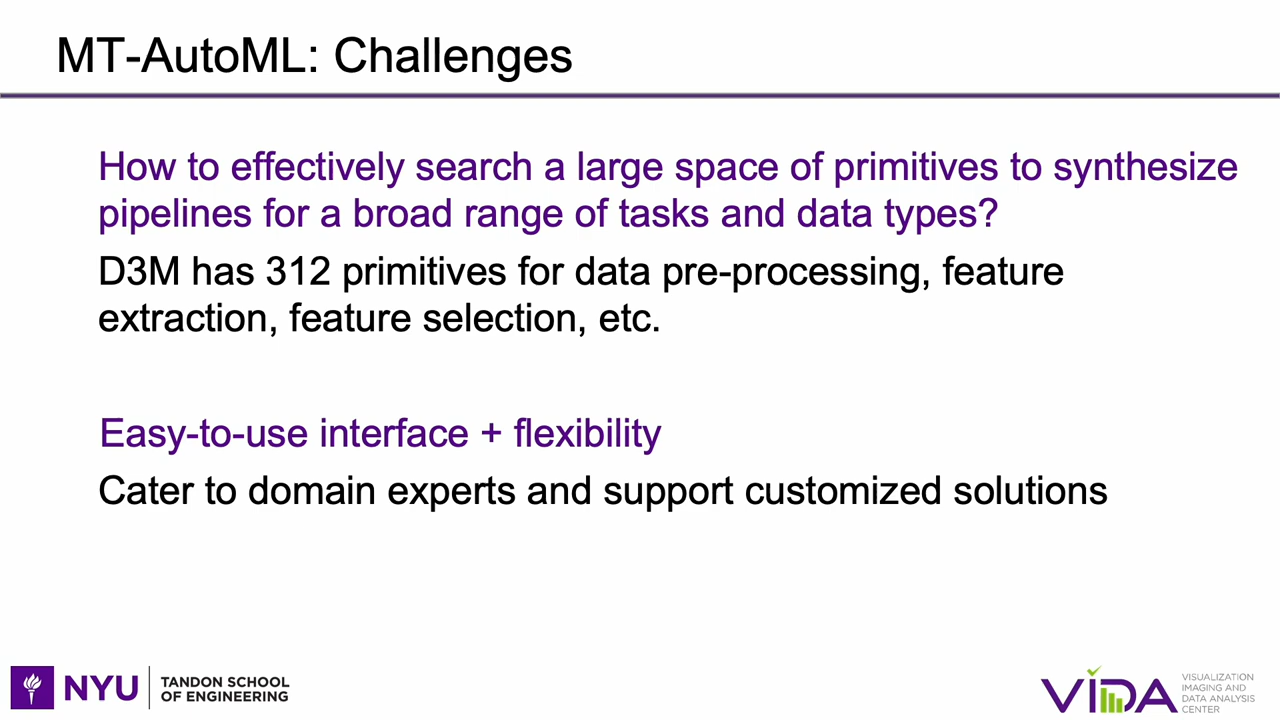 MT-AutoML: Challenges
How to effectively search a large space of primitives to synthesize
pipelines for a broad range of tasks and data types?
D3M has 312 primitives for data pre-processing, feature
extraction, feature selection, etc.
Easy-to-use interface + flexibility
Cater to domain experts and support customized solutions
NYU
TANDON SCHOOL
OF ENGINEERING
VIDA
VISUALIZATION
IMAGING AND
DATA ANALYSIS
CENTER